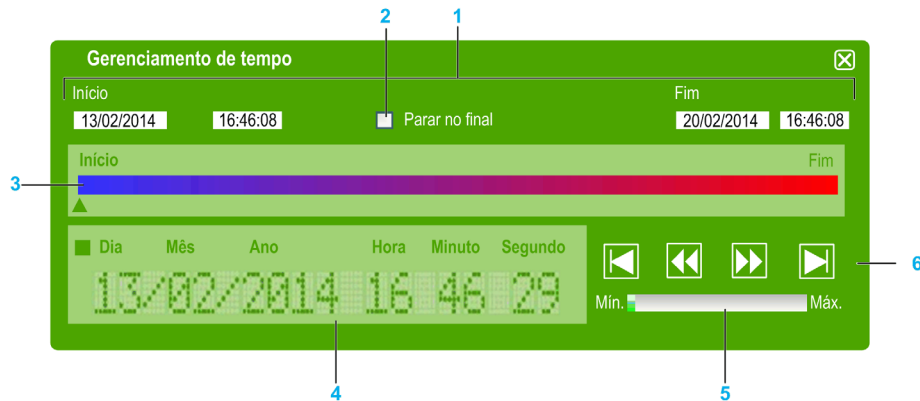 2 1
Gerenciamento de tempo
Início Fim
13/02/2014 16:46:08 Parar no final 20/02/2014 16:46:08
Início Fim
3
Dia Mês Ano Hora Minuto Segundo
6
13/02/2014 16 46 29
Mín. Máx.
4 5